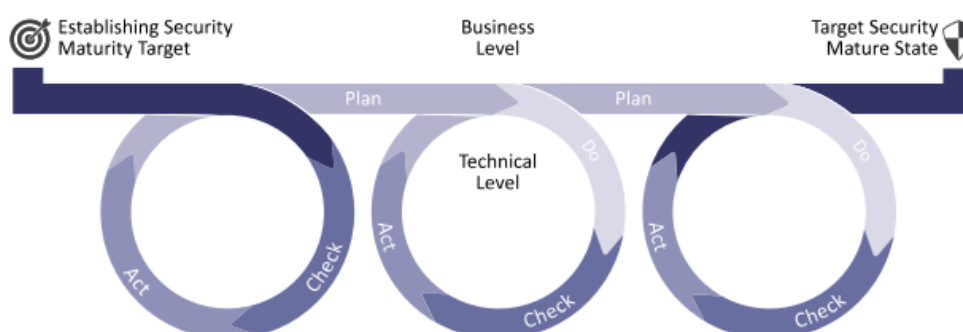 Establishing Security
Maturity Target
Business
Level
Target Security
Mature State
Plan
Plan
Do
Do
Technical
Level
Act
Check
Act
Check
Act
Check